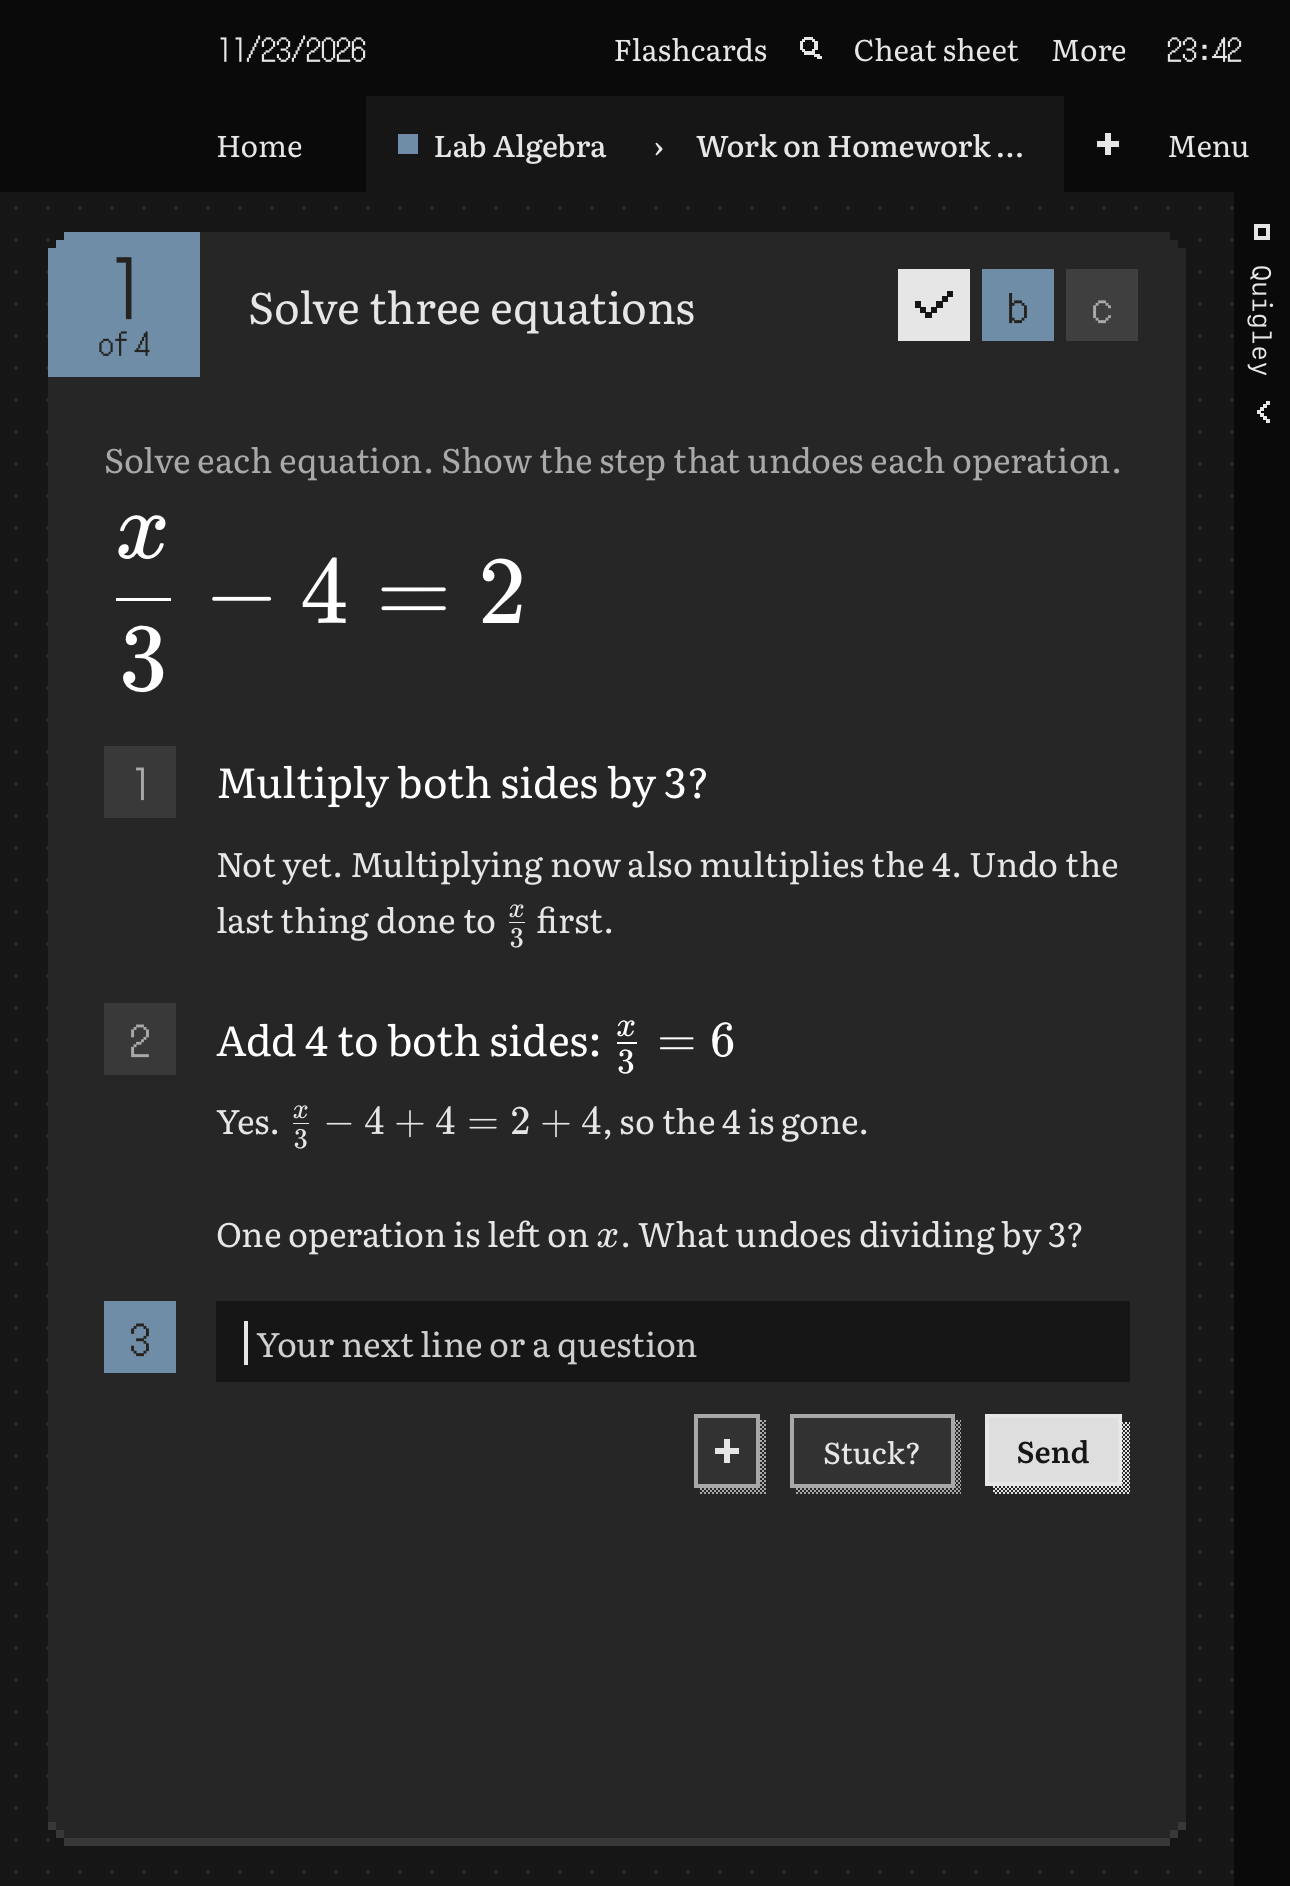 11/23/2026 Flashcards Cheat sheet More 23:42
Home Lab Algebra › Work on Homework ... + Menu
Quigley
1 of 4
Solve three equations
b c
Solve each equation. Show the step that undoes each operation.
x/3 − 4 = 2
1 Multiply both sides by 3?
Not yet. Multiplying now also multiplies the 4. Undo the
last thing done to x/3 first.
2 Add 4 to both sides: x/3 = 6
Yes. x/3 − 4 + 4 = 2 + 4, so the 4 is gone.
One operation is left on x. What undoes dividing by 3?
3 Your next line or a question
+ Stuck? Send